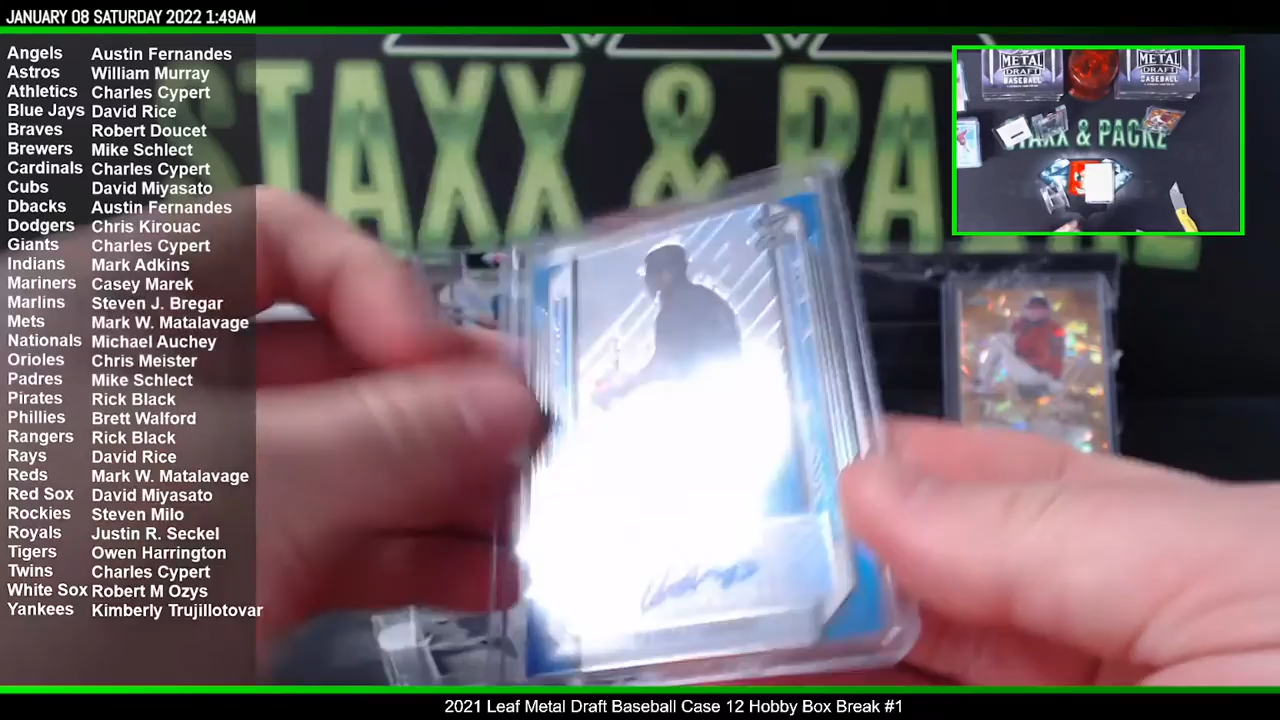 JANUARY 08 SATURDAY 2022 1:49AM
Angels Austin Fernandes
Astros William Murray
Athletics Charles Cypert
Blue Jays David Rice
Braves Robert Doucet
Brewers Mike Schlect
Cardinals Charles Cypert
Cubs David Miyasato
Dbacks Austin Fernandes
Dodgers Chris Kirouac
Giants Charles Cypert
Indians Mark Adkins
Mariners Casey Marek
Marlins Steven J. Bregar
Mets Mark W. Matalavage
Nationals Michael Auchey
Orioles Chris Meister
Padres Mike Schlect
Pirates Rick Black
Phillies Brett Walford
Rangers Rick Black
Rays David Rice
Reds Mark W. Matalavage
Red Sox David Miyasato
Rockies Steven Milo
Royals Justin R. Seckel
Tigers Owen Harrington
Twins Charles Cypert
White Sox Robert M Ozys
Yankees Kimberly Trujillotovar
STAXX & PA
METAL
DRAFT
BASEBALL
METAL
DRAFT
BASEBALL
STAXX & PACKZ
2021 Leaf Metal Draft Baseball Case 12 Hobby Box Break #1